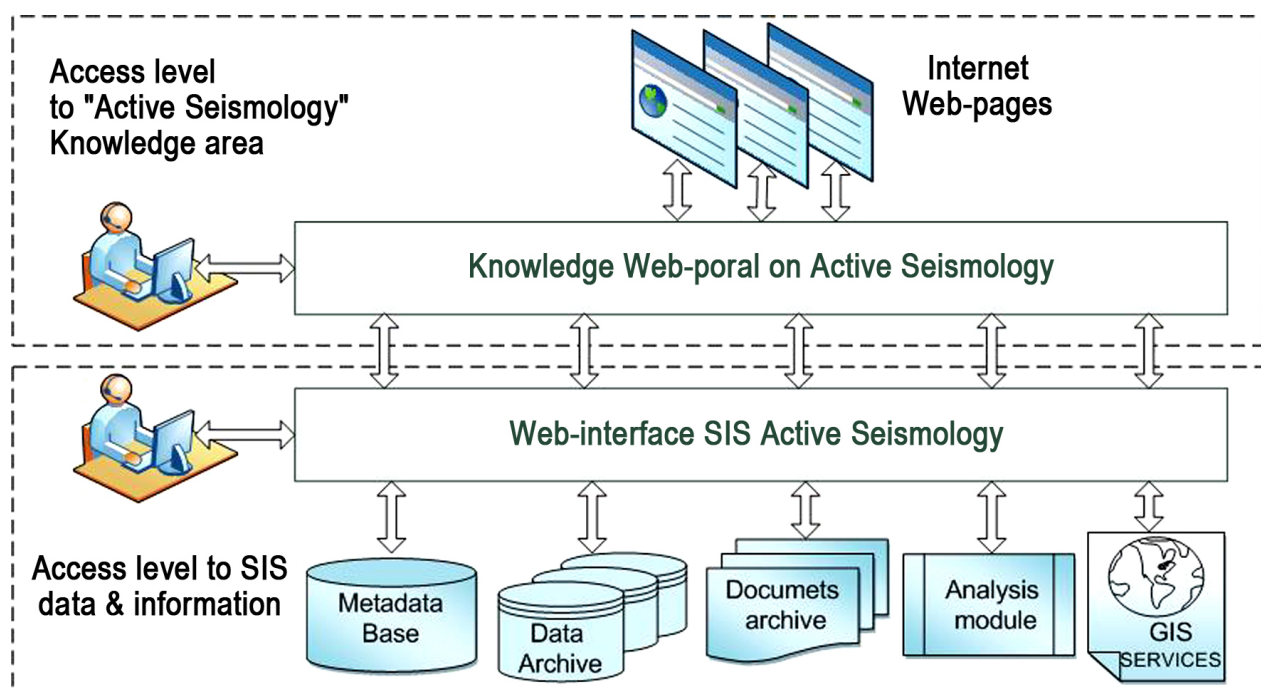 Access level
to "Active Seismology"
Knowledge area
Internet
Web-pages
Knowledge Web-poral on Active Seismology
Web-interface SIS Active Seismology
Access level to SIS
data & information
Metadata
Base
Data
Archive
Documets
archive
Analysis
module
GIS
SERVICES